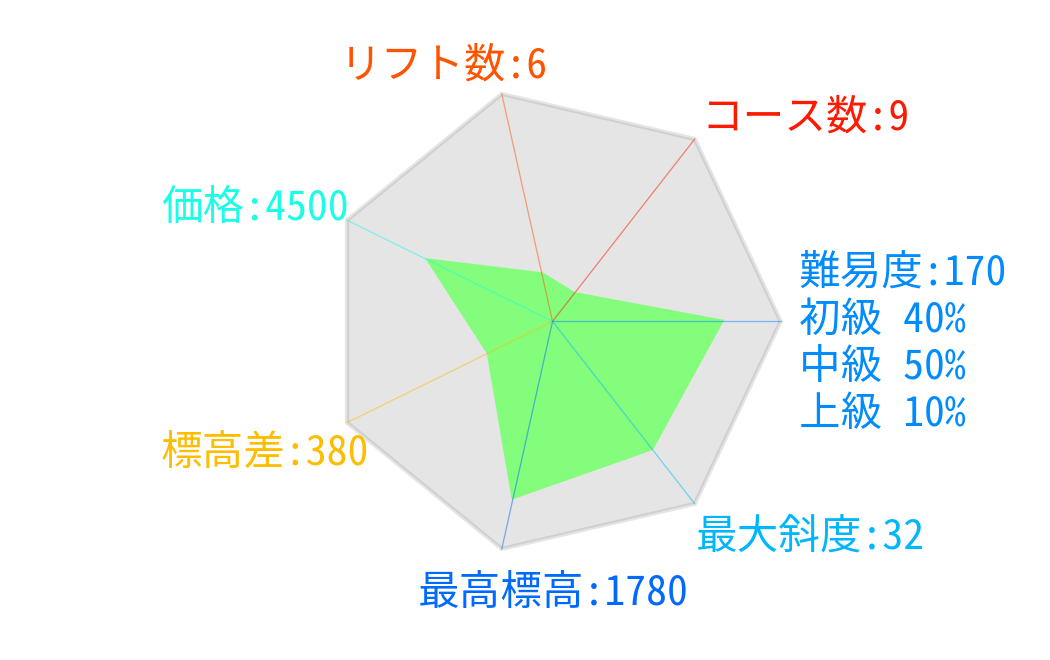 リフト数:6
コース数:9
価格:4500
難易度:170
初級 40%
中級 50%
上級 10%
標高差:380
最大斜度:32
最高標高:1780